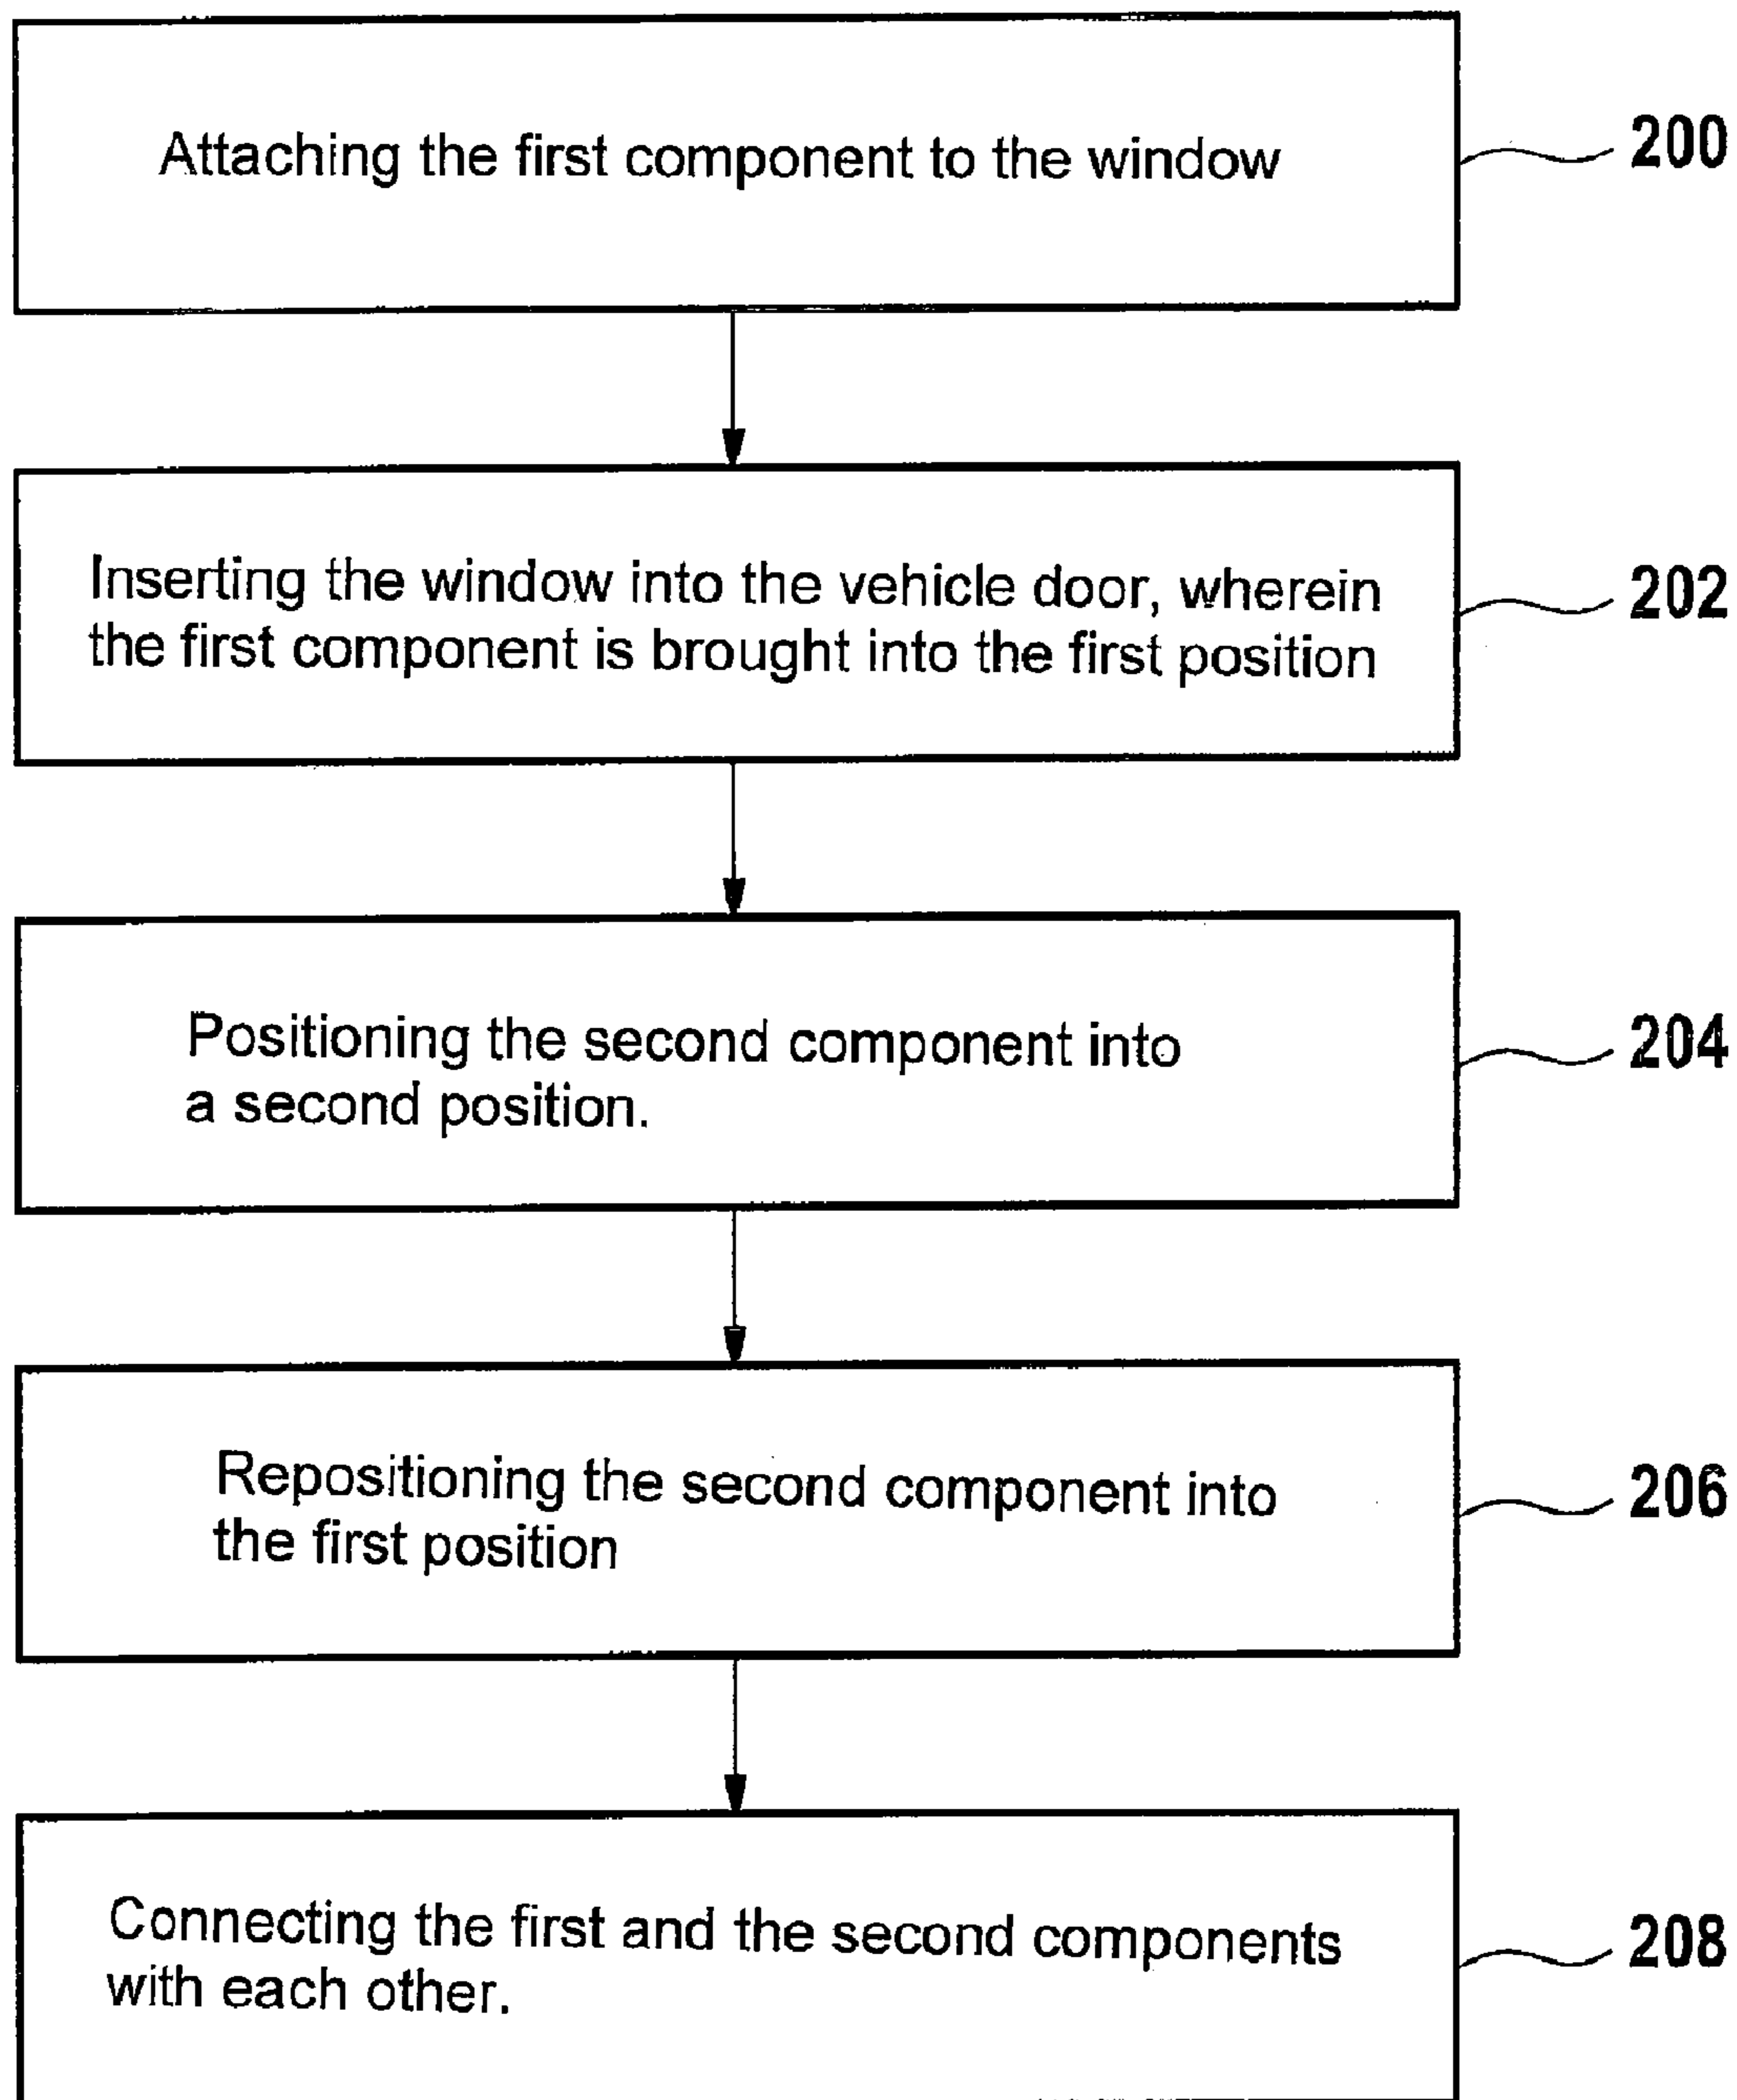 Attaching the first component to the window
200
Inserting the window into the vehicle door, wherein
the first component is brought into the first position
202
Positioning the second component into
a second position.
204
Repositioning the second component into
the first position
206
Connecting the first and the second components
with each other.
208